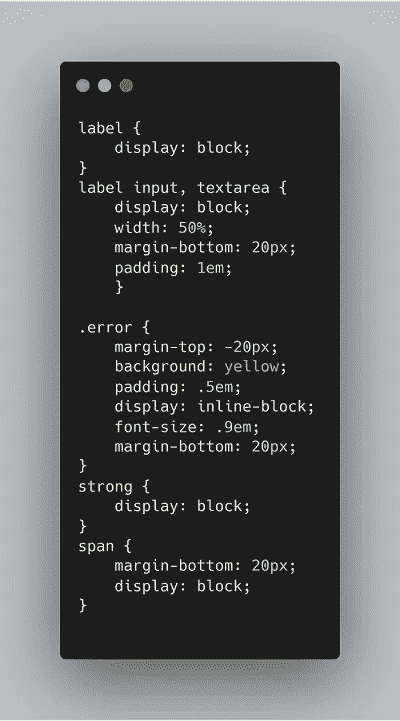 label {
    display: block;
}
label input, textarea {
    display: block;
    width: 50%;
    margin-bottom: 20px;
    padding: 1em;
    }

.error {
    margin-top: -20px;
    background: yellow;
    padding: .5em;
    display: inline-block;
    font-size: .9em;
    margin-bottom: 20px;
}
strong {
    display: block;
}
span {
    margin-bottom: 20px;
    display: block;
}